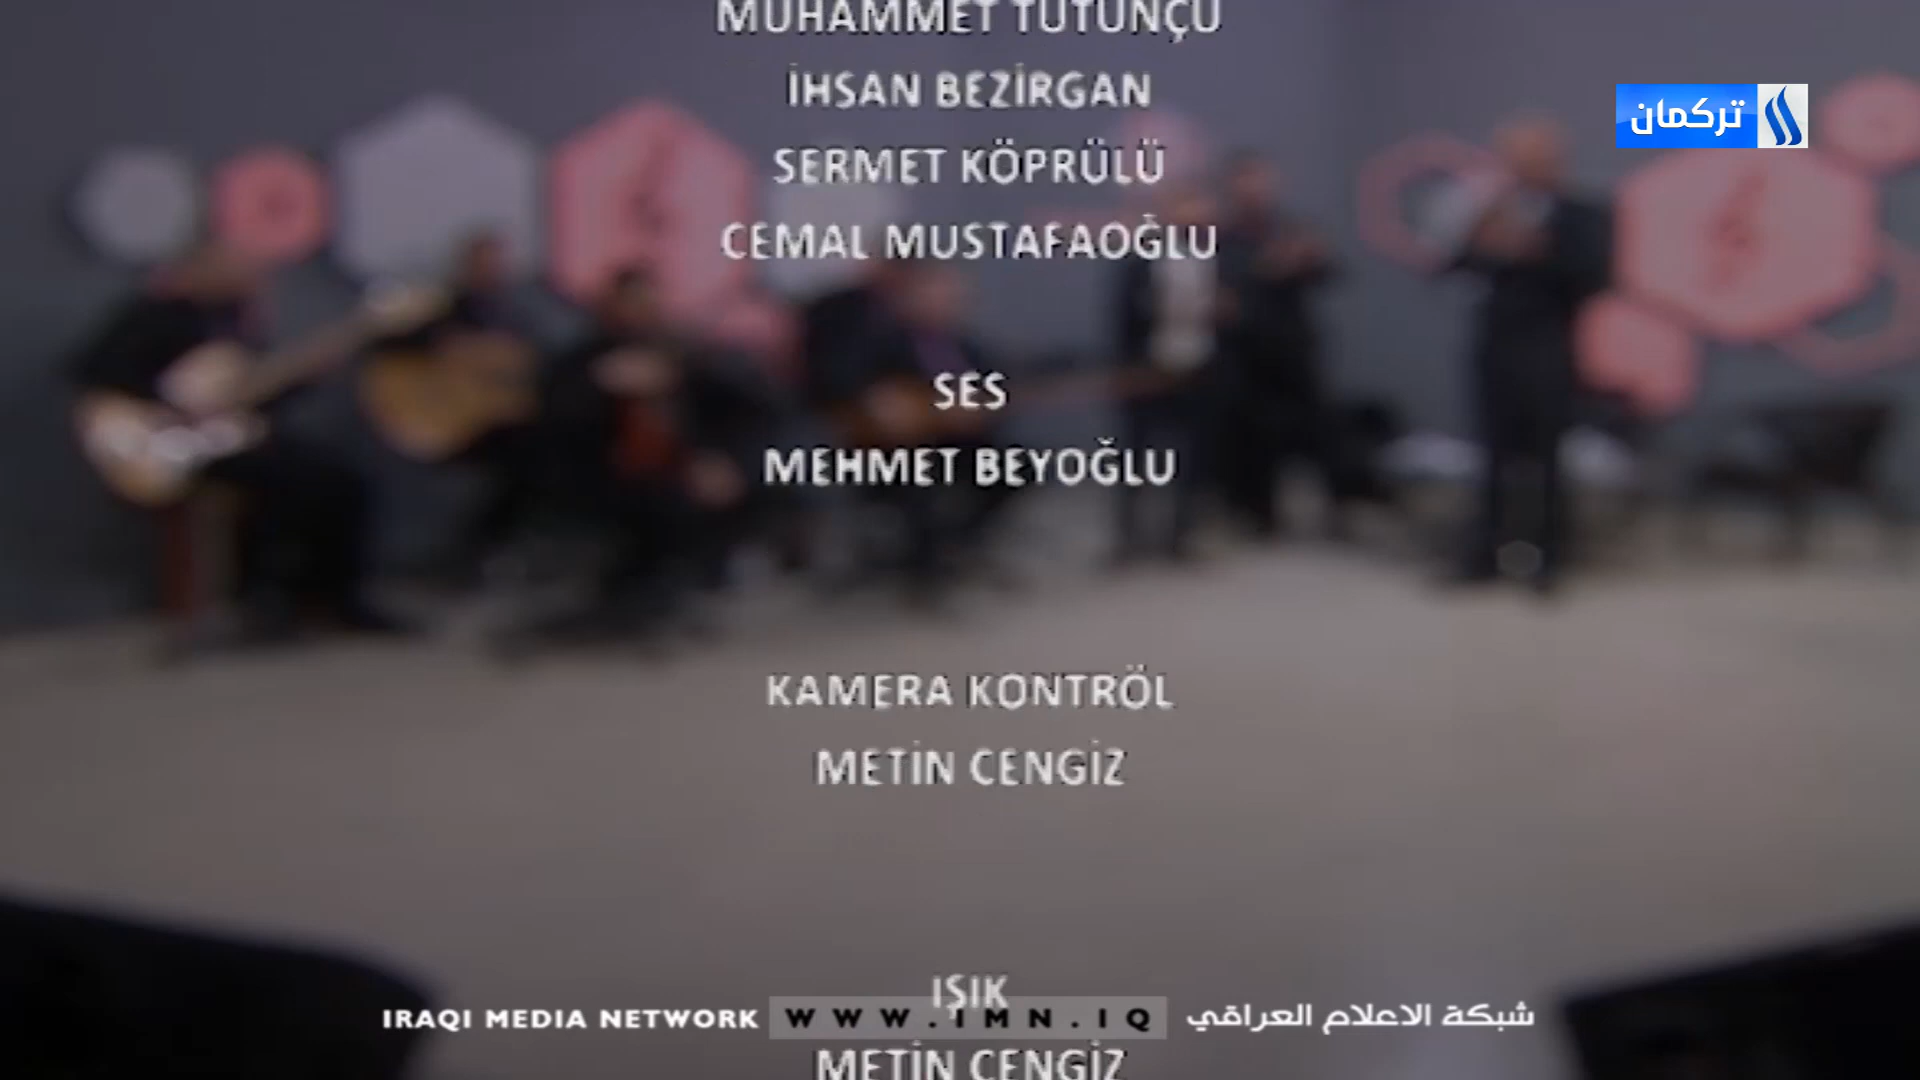 MUHAMMET TÜTÜNÇÜ
İHSAN BEZİRGAN
تركمان
SERMET KÖPRÜLÜ
CEMAL MUSTAFAOĞLU
SES
MEHMET BEYOĞLU
KAMERA KONTRÖL
METİN CENGİZ
IŞIK
IRAQI MEDIA NETWORK WWW.IMN.IQ شبكة الاعلام العراقي
METİN CENGİZ